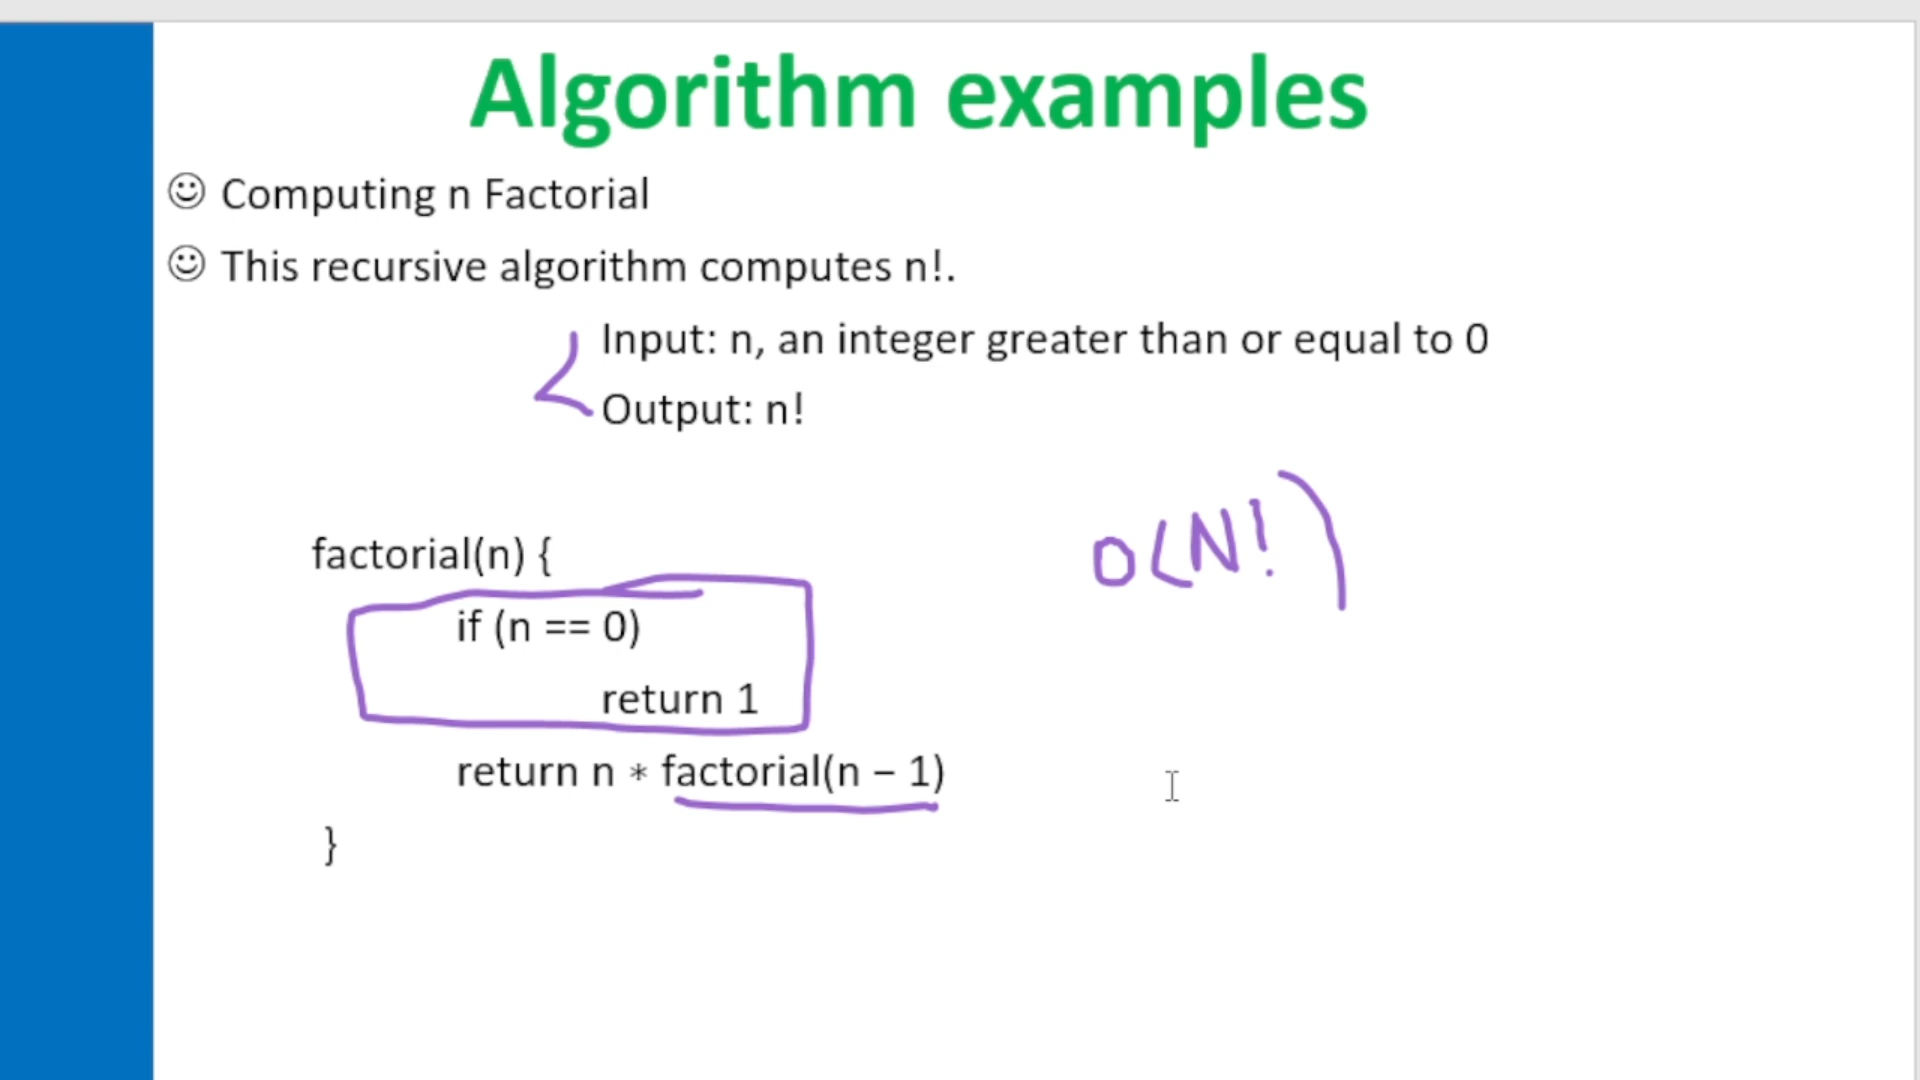 Algorithm examples
Computing n Factorial
This recursive algorithm computes n!.
Input: n, an integer greater than or equal to 0
Output: n!
O(N!)
factorial(n) {
if (n == 0)
return 1
return n * factorial(n – 1)
}